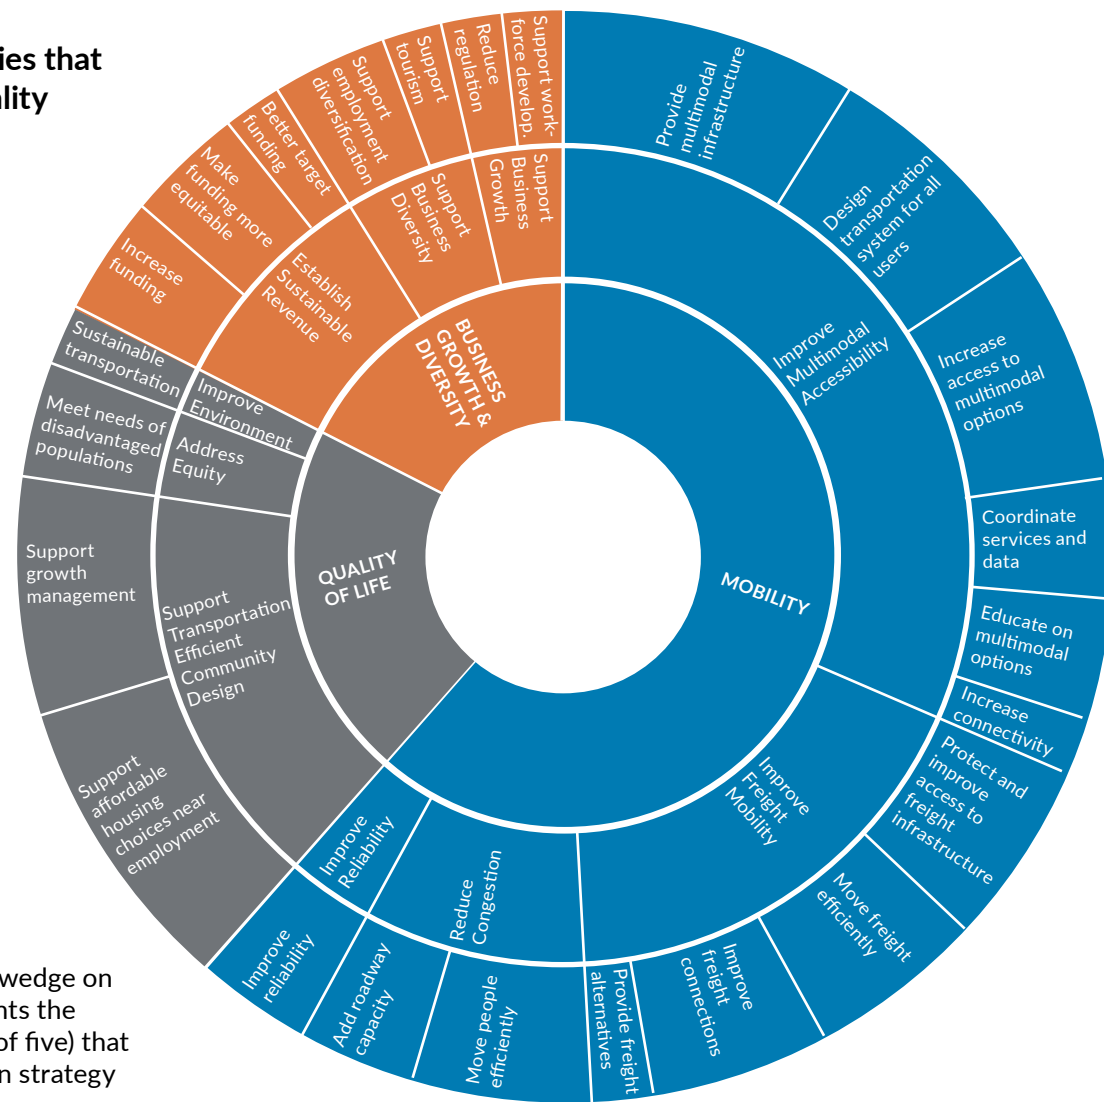 ies that
ality
Support work-
force develop.
Reduce
regulation
Support
tourism
Support
employment
diversification
Better target
funding
Make
funding more
equitable
Increase
funding
Support
Business
Growth
Support
Business
Diversity
Establish
Sustainable
Revenue
BUSINESS
GROWTH &
DIVERSITY
Provide
multimodal
infrastructure
Design
transportation
system for all
users
Increase
access to
multimodal
options
Coordinate
services and
data
Educate on
multimodal
options
Increase
connectivity
Improve
Multimodal
Accessibility
MOBILITY
Protect and
improve
access to
freight
infrastructure
Move freight
efficiently
Improve
freight
connections
Provide freight
alternatives
Improve
Freight
Mobility
Move people
efficiently
Add roadway
capacity
Reduce
Congestion
Improve
reliability
Improve
Reliability
Sustainable
transportation
Improve
Environment
Meet needs of
disadvantaged
populations
Address
Equity
Support
growth
management
Support
affordable
housing
choices near
employment
Support
Transportation
Efficient
Community
Design
QUALITY
OF LIFE
wedge on
nts the
of five) that
n strategy